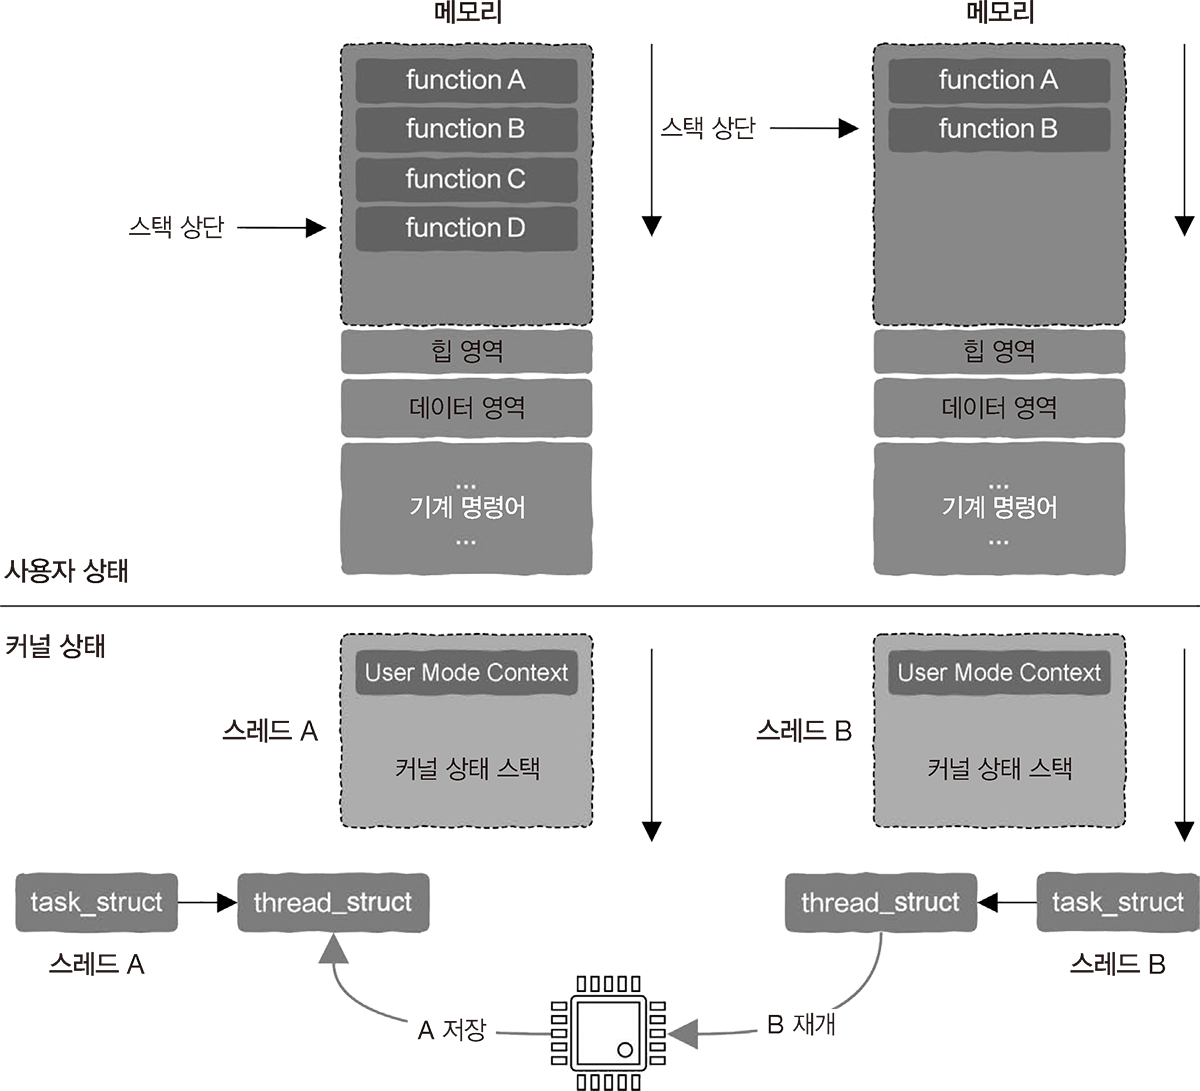 메모리
메모리
function A
function B
function C
function D
스택 상단
힙 영역
데이터 영역
...
기계 명령어
...
function A
function B
스택 상단
힙 영역
데이터 영역
...
기계 명령어
...
사용자 상태
커널 상태
User Mode Context
스레드 A
커널 상태 스택
User Mode Context
스레드 B
커널 상태 스택
task_struct
thread_struct
스레드 A
thread_struct
task_struct
스레드 B
A 저장
B 재개